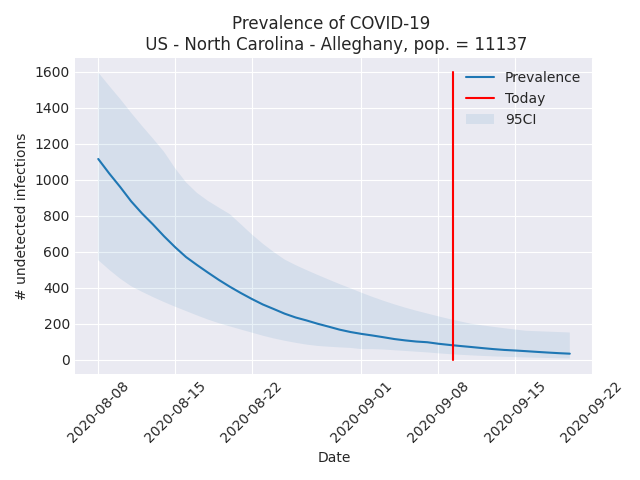 Prevalence of COVID-19
US - North Carolina - Alleghany, pop. = 11137
Prevalence
Today
95CI
1600
1400
1200
1000
800
600
400
200
0
# undetected infections
2020-08-08
2020-08-15
2020-08-22
2020-09-01
2020-09-08
2020-09-15
2020-09-22
Date